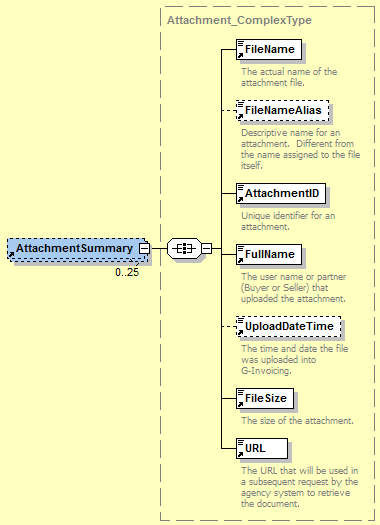 Attachment_ComplexType
FileName
The actual name of the
attachment file.
FileNameAlias
Descriptive name for an
attachment. Different from
the name assigned to the file
itself.
AttachmentID
Unique identifier for an
attachment.
AttachmentSummary
0..25
FullName
The user name or partner
(Buyer or Seller) that
uploaded the attachment.
UploadDateTime
The time and date the file
was uploaded into
G-Invoicing.
FileSize
The size of the attachment.
URL
The URL that will be used in
a subsequent request by the
agency system to retrieve
the document.